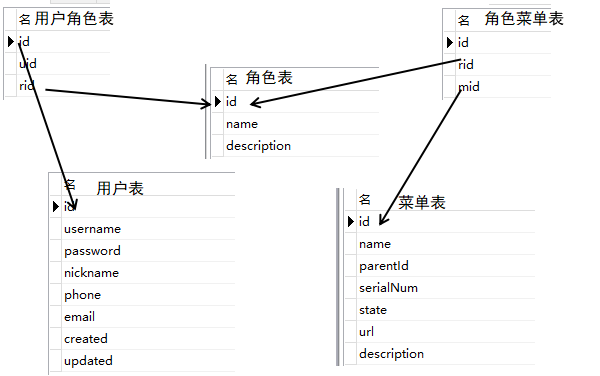 名 用户角色表
id
uid
rid
名 角色表
id
name
description
名 角色菜单表
id
rid
mid
名 用户表
id
username
password
nickname
phone
email
created
updated
名 菜单表
id
name
parentId
serialNum
state
url
description